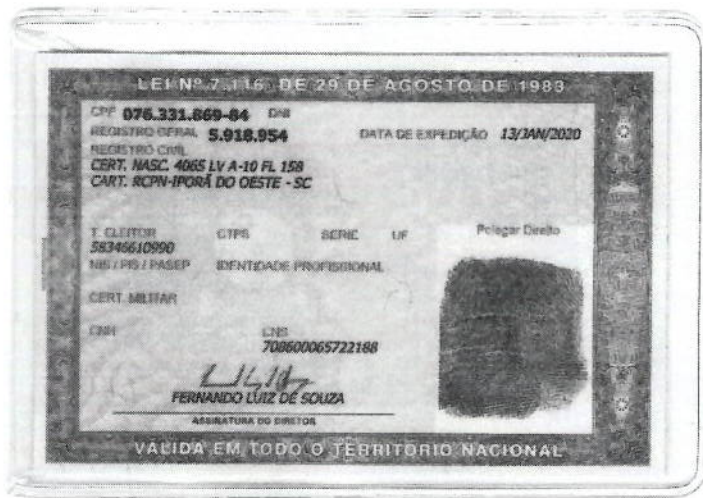 LEI Nº 7.116, DE 29 DE AGOSTO DE 1983
CPF 076.331.869-84 DNI
REGISTRO GERAL 5.918.954 DATA DE EXPEDIÇÃO 13/JAN/2020
REGISTRO CIVIL
CERT. NASC. 4065 LV A-10 FL 158
CART. RCPN-IPORÃ DO OESTE - SC
T. ELEITOR CTPS SERIE UF Polegar Direito
58346610990
NIS / PIS / PASEP IDENTIDADE PROFISSIONAL
CERT. MILITAR
CNH CNS
708600065722188
FERNANDO LUIZ DE SOUZA
ASSINATURA DO DIRETOR
VÁLIDA EM TODO O TERRITÓRIO NACIONAL